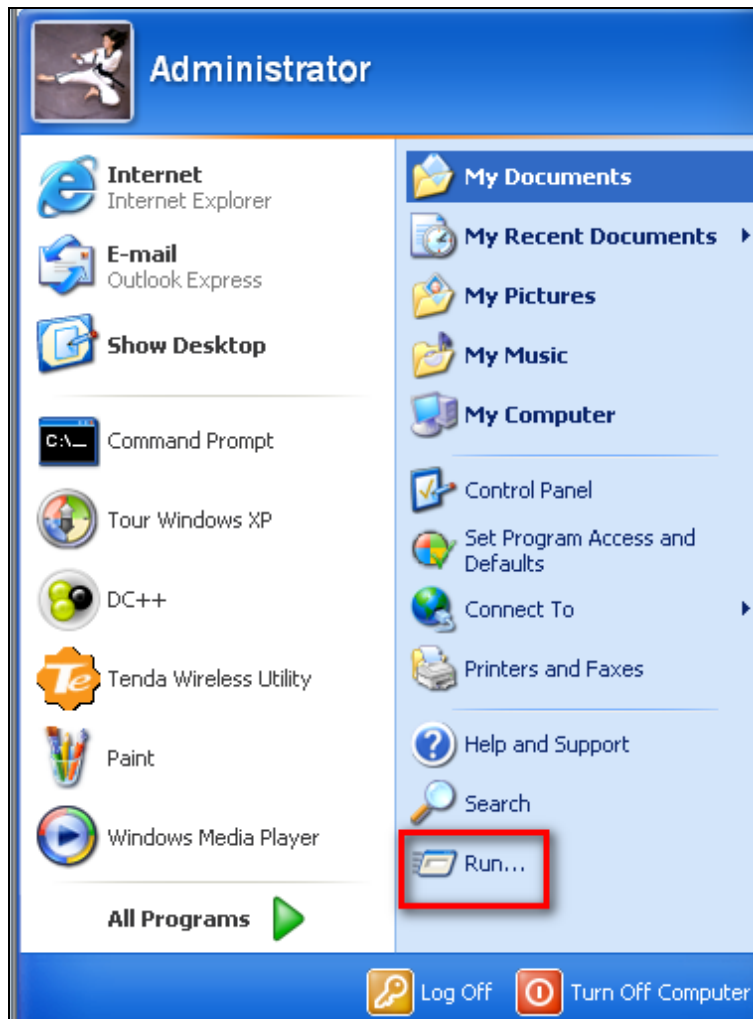 Administrator
Internet
Internet Explorer
E-mail
Outlook Express
Show Desktop
C:\_
Command Prompt
Tour Windows XP
DC++
Te
Tenda Wireless Utility
Paint
Windows Media Player
All Programs
My Documents
My Recent Documents
My Pictures
My Music
My Computer
Control Panel
Set Program Access and
Defaults
Connect To
Printers and Faxes
Help and Support
Search
Run...
Log Off
Turn Off Computer